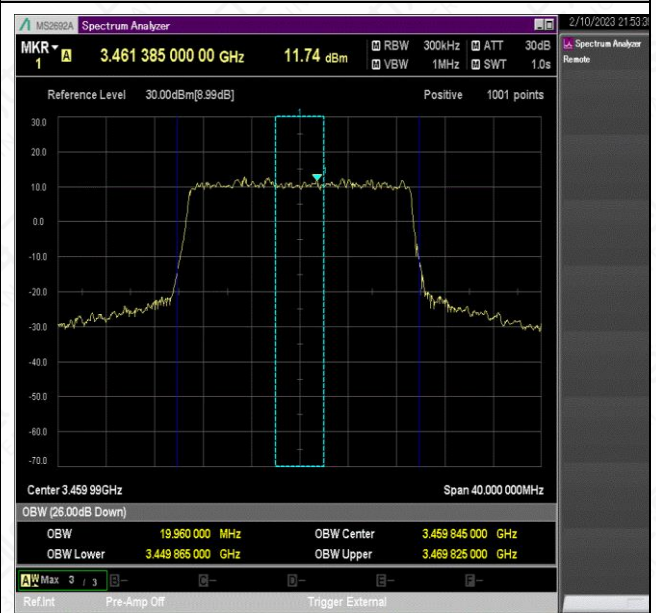 MS2692A Spectrum Analyzer 2/10/2023 21:53:3
MKR 1 A 3.461 385 000 00 GHz 11.74 dBm M RBW 300kHz M ATT 30dB
M VBW 1MHz M SWT 1.0s
Spectrum Analyzer
Remote
Reference Level 30.00dBm[8.99dB] Positive 1001 points
1
30.0
20.0
10.0
0.0
-10.0
-20.0
-30.0
-40.0
-50.0
-60.0
-70.0
Center 3.459 99GHz Span 40.000 000MHz
OBW (26.00dB Down)
OBW 19.960 000 MHz OBW Center 3.459 845 000 GHz
OBW Lower 3.449 865 000 GHz OBW Upper 3.469 825 000 GHz
A W Max 3 / 3 B- C- D- E- F-
Ref.Int Pre-Amp Off Trigger External